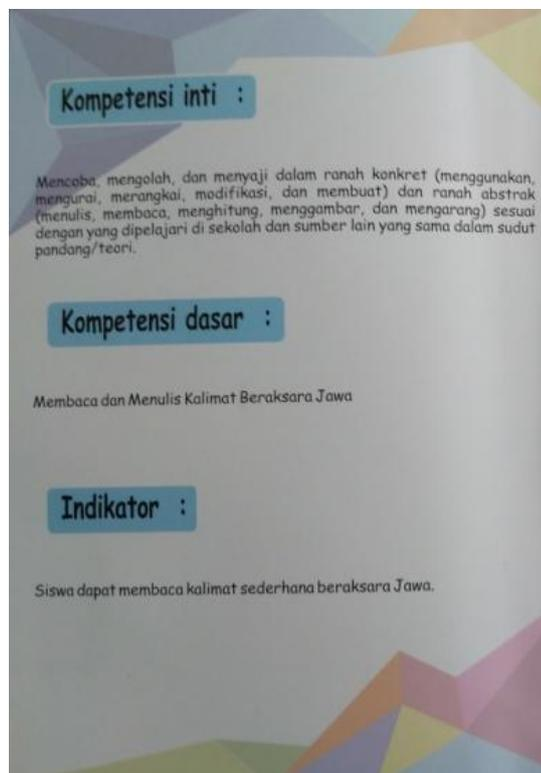 Kompetensi inti :
Mencoba, mengolah, dan menyaji dalam ranah konkret (menggunakan,
mengurai, merangkai, modifikasi, dan membuat) dan ranah abstrak
(menulis, membaca, menghitung, menggambar, dan mengarang) sesuai
dengan yang dipelajari di sekolah dan sumber lain yang sama dalam sudut
pandang/teori.
Kompetensi dasar :
Membaca dan Menulis Kalimat Beraksara Jawa
Indikator :
Siswa dapat membaca kalimat sederhana beraksara Jawa.